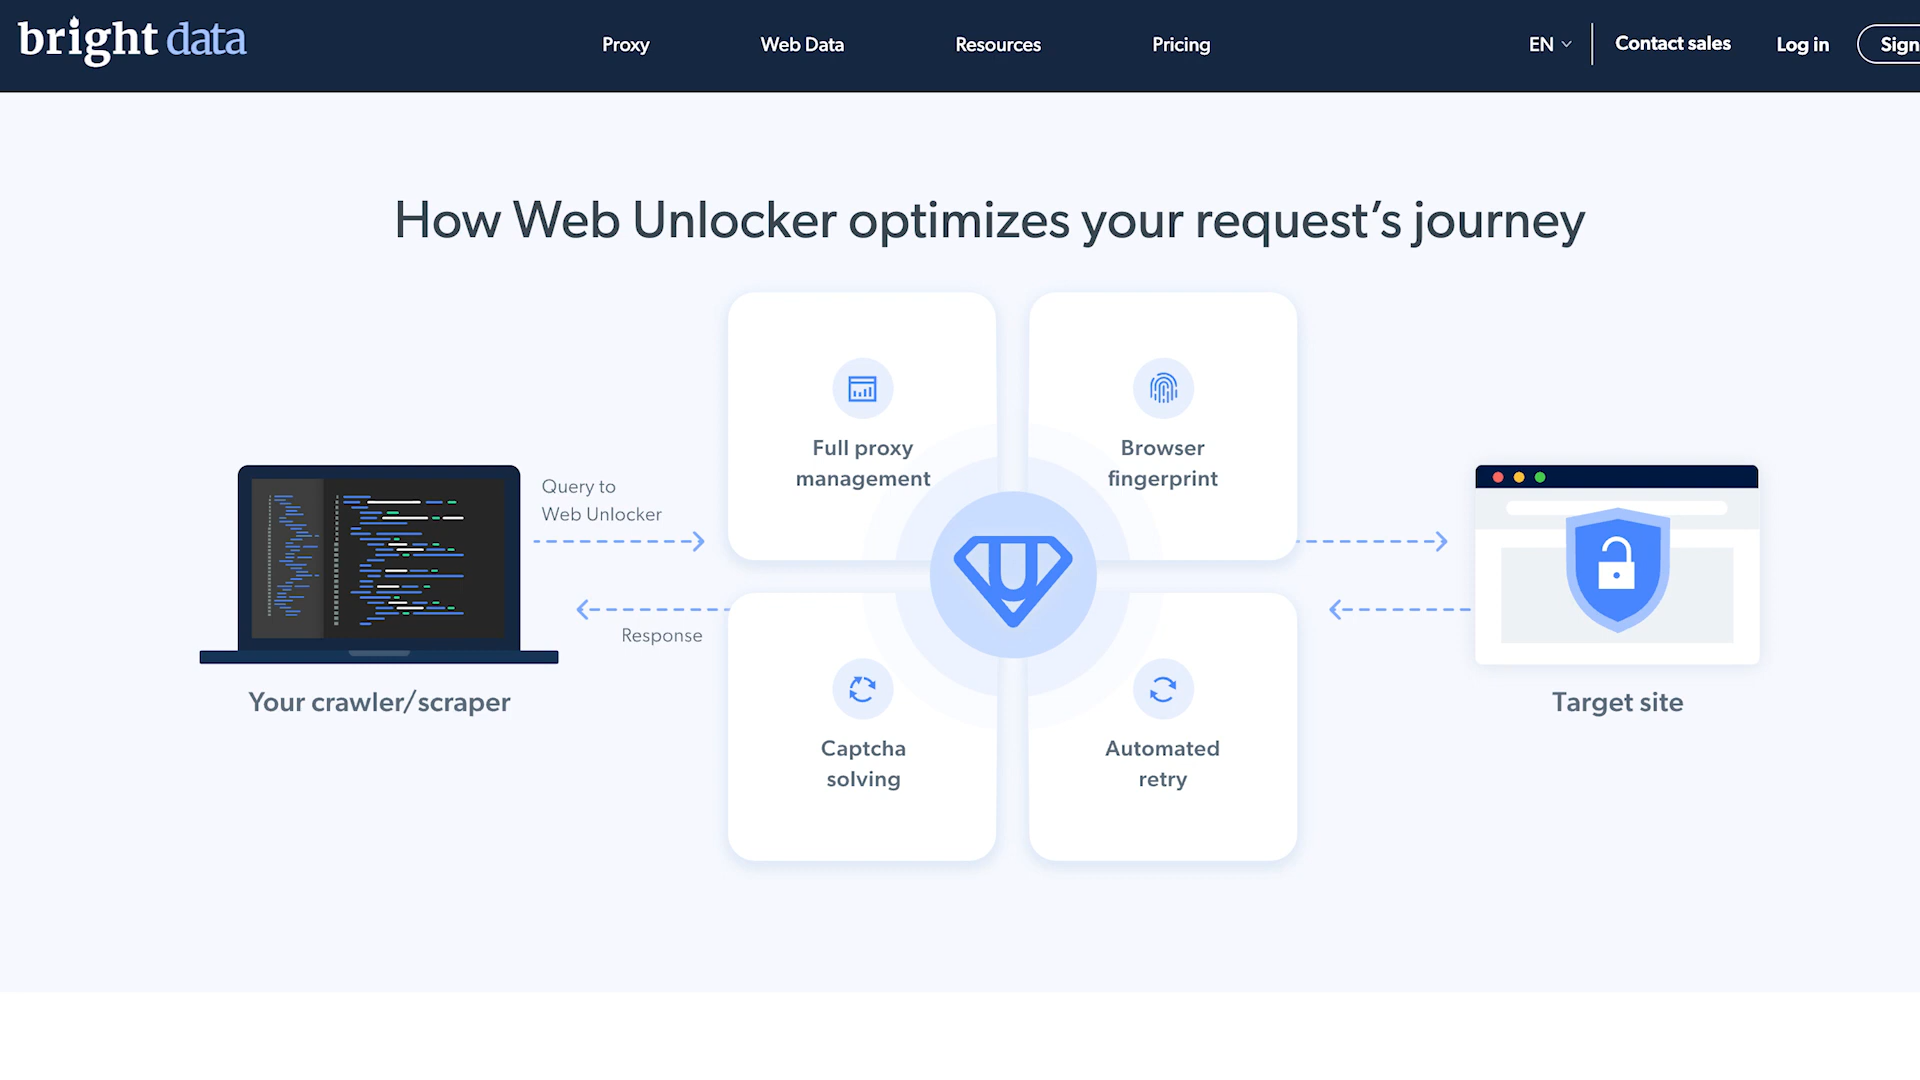 bright data
Proxy
Web Data
Resources
Pricing
EN
Contact sales
Log in
Sign
How Web Unlocker optimizes your request’s journey
Full proxy
management
Browser
fingerprint
Query to
Web Unlocker
U
Response
Your crawler/scraper
Target site
Captcha
solving
Automated
retry